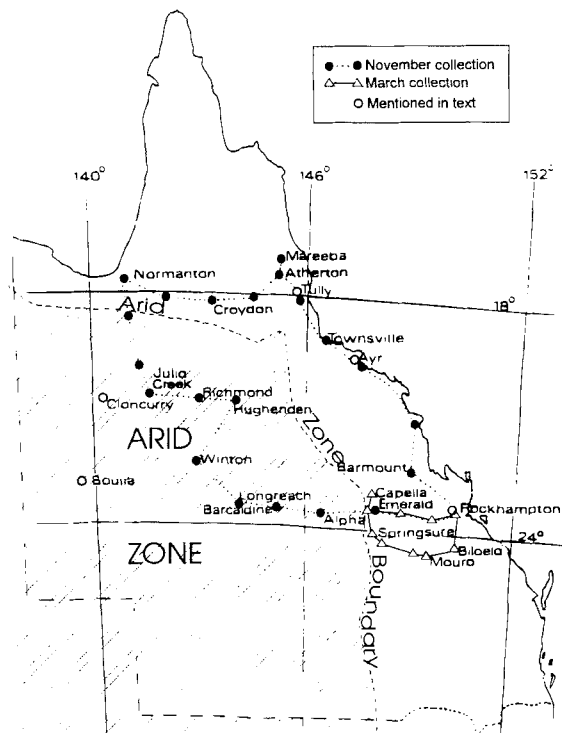 November collection
March collection
Mentioned in text
140°
146°
152°
Mareeba
Atherton
Normanton
Tully
Arid
Croydon
18°
Townsville
Ayr
Julia
Creek
Richmond
Cloncurry
Hughenden
ARID
Zone
Winton
Barmount
Boulia
Capella
Longreach
Emerald
Rockhampton
Barcaldine
Alpha
Springsure
24°
ZONE
Biloela
Mouro
Boundary